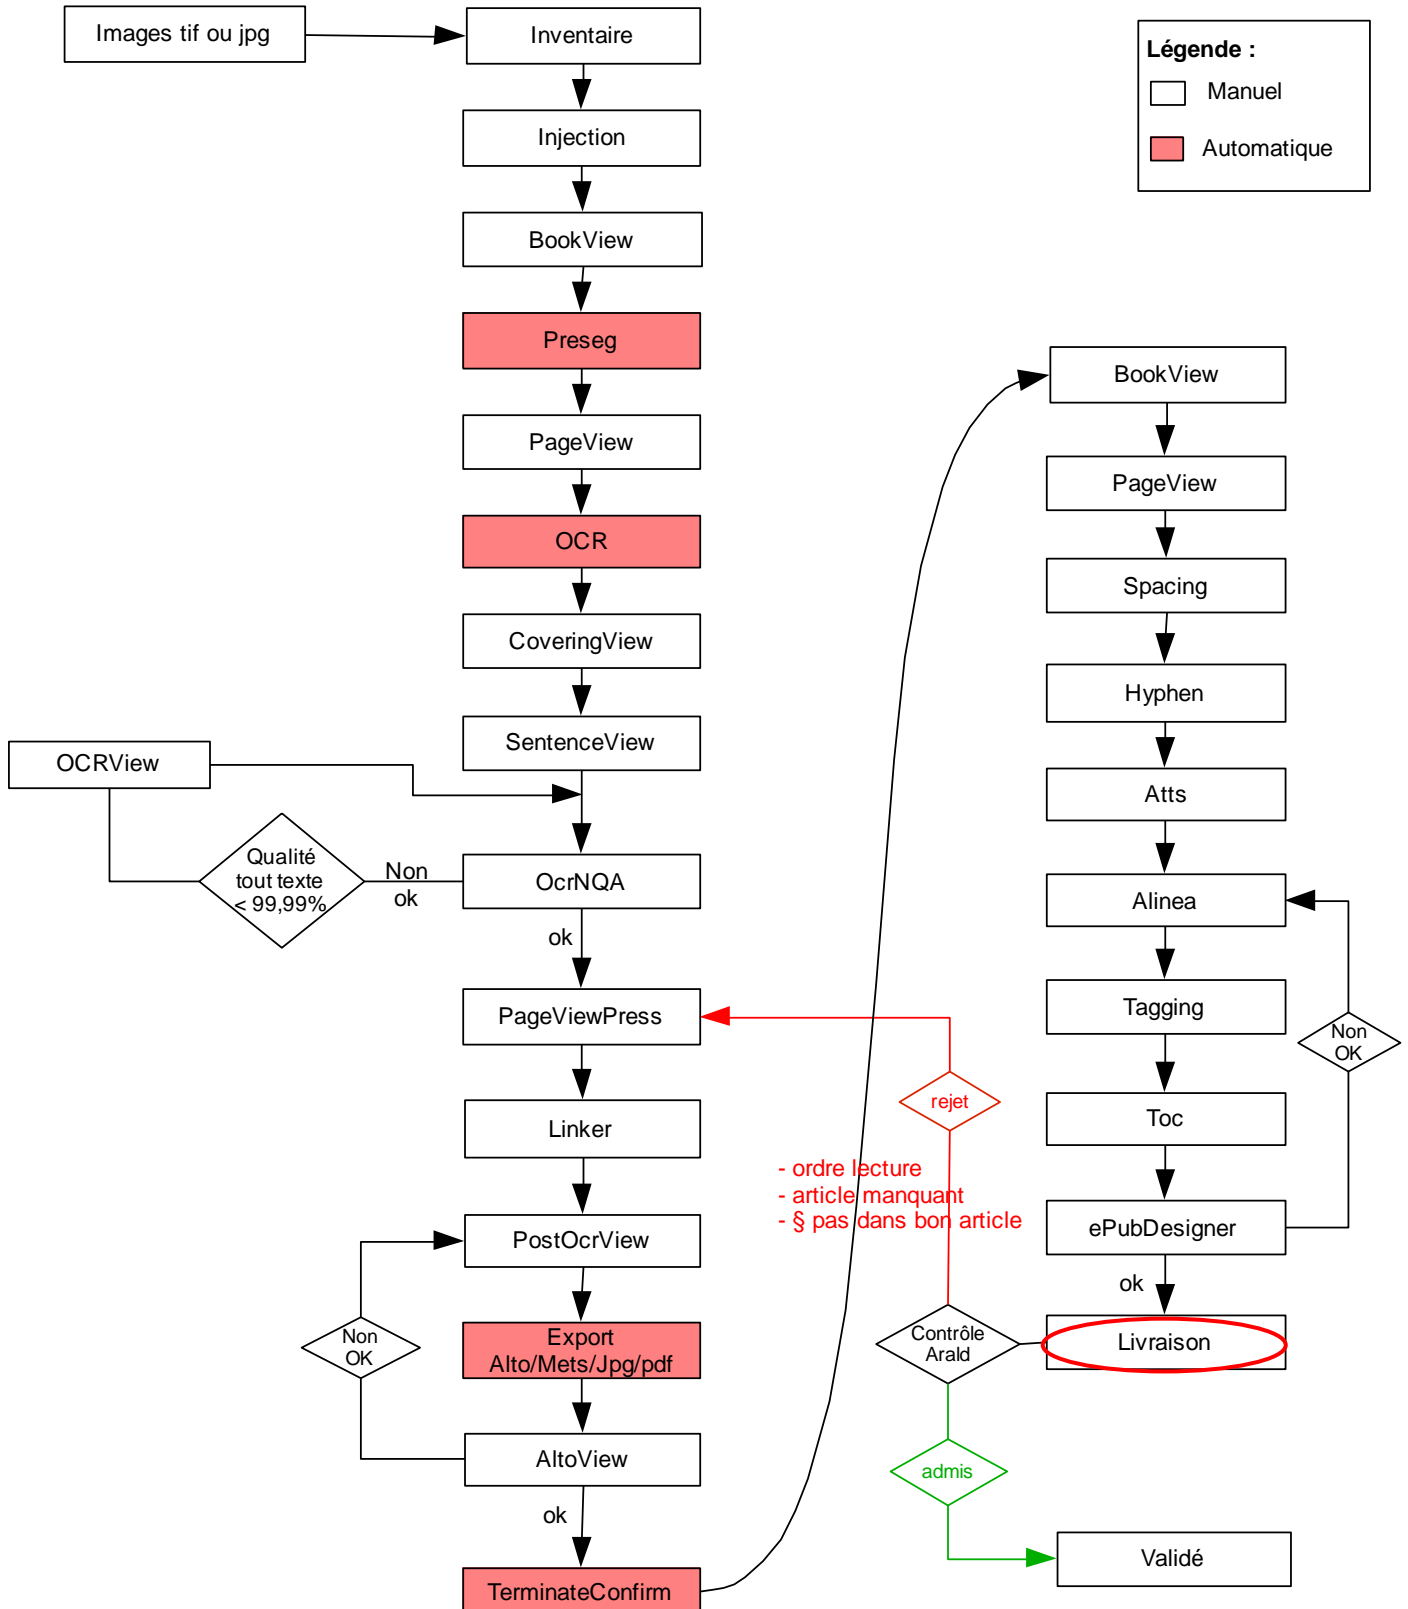 Images tif ou jpg
Inventaire
Légende :
Manuel
Automatique
Injection
BookView
Preseg
PageView
OCR
CoveringView
SentenceView
OCRView
Qualité
tout texte
< 99,99%
Non
ok
OcrNQA
ok
PageViewPress
Linker
PostOcrView
Non
OK
Export
Alto/Mets/Jpg/pdf
AltoView
ok
TerminateConfirm
BookView
PageView
Spacing
Hyphen
Atts
Alinea
Tagging
Non
OK
Toc
ePubDesigner
ok
Livraison
Contrôle
Arald
rejet
- ordre lecture
- article manquant
- § pas dans bon article
admis
Validé